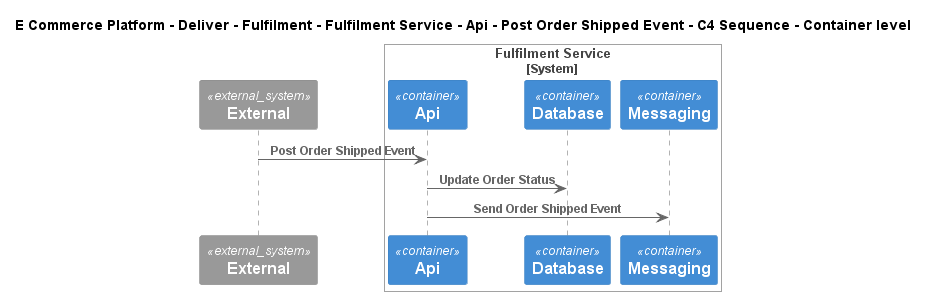 E Commerce Platform - Deliver - Fulfilment - Fulfilment Service - Api - Post Order Shipped Event - C4 Sequence - Container level
Fulfilment Service
[System]
«external_system»
External
«container»
Api
«container»
Database
«container»
Messaging
Post Order Shipped Event
Update Order Status
Send Order Shipped Event
«external_system»
External
«container»
Api
«container»
Database
«container»
Messaging